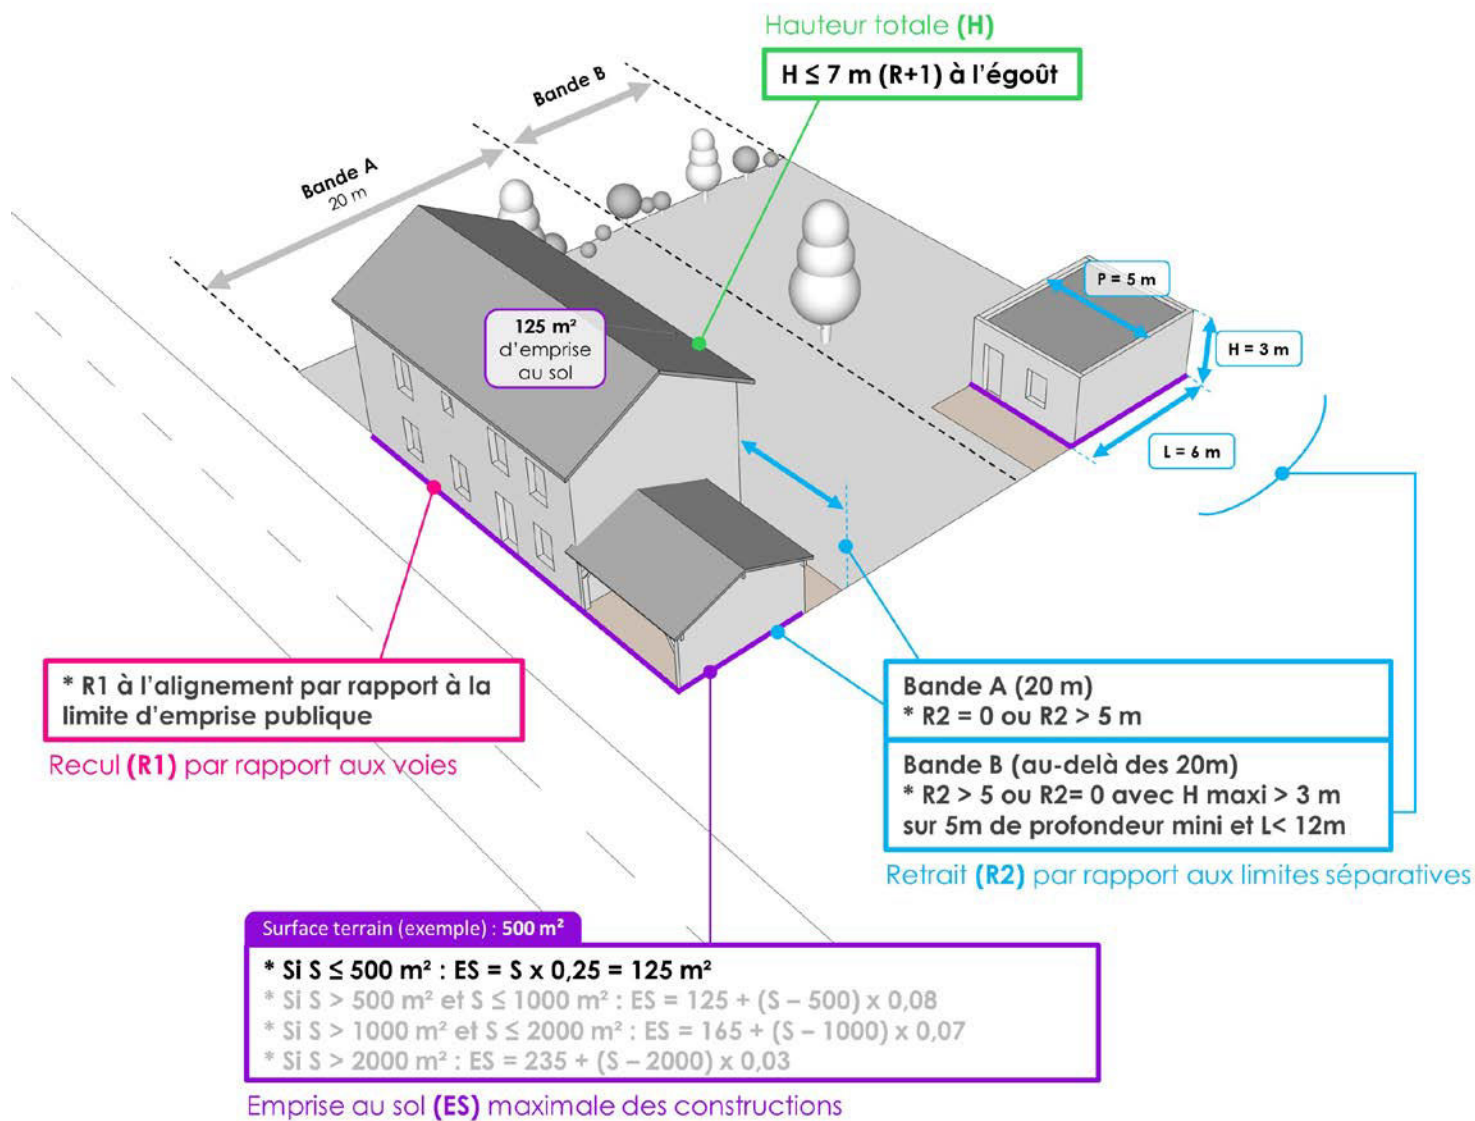 Hauteur totale (H)
H ≤ 7 m (R+1) à l'égoût
Bande B
Bande A
20 m
P = 5 m
125 m²
d'emprise
au sol
H = 3 m
L = 6 m
* R1 à l'alignement par rapport à la
limite d'emprise publique
Recul (R1) par rapport aux voies
Bande A (20 m)
* R2 = 0 ou R2 > 5 m
Bande B (au-delà des 20m)
* R2 > 5 ou R2= 0 avec H maxi > 3 m
sur 5m de profondeur mini et L< 12m
Retrait (R2) par rapport aux limites séparatives
Surface terrain (exemple) : 500 m²
* Si S ≤ 500 m² : ES = S x 0,25 = 125 m²
* Si S > 500 m² et S ≤ 1000 m² : ES = 125 + (S – 500) x 0,08
* Si S > 1000 m² et S ≤ 2000 m² : ES = 165 + (S – 1000) x 0,07
* Si S > 2000 m² : ES = 235 + (S – 2000) x 0,03
Emprise au sol (ES) maximale des constructions